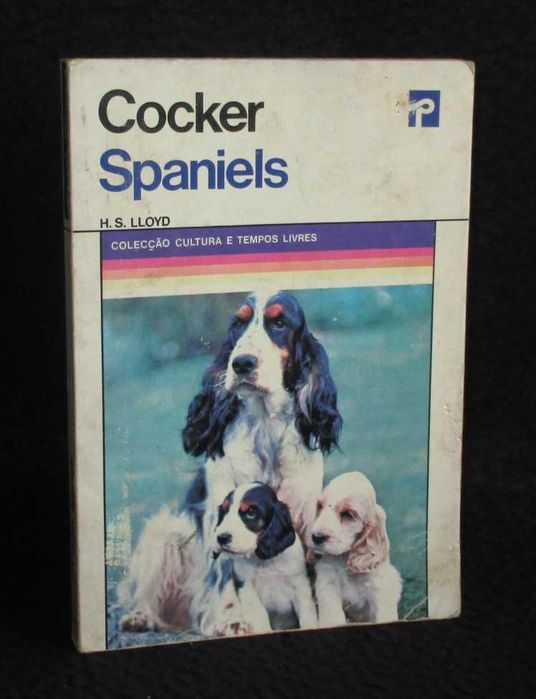 Cocker
Spaniels
H. S. LLOYD
COLECÇÃO CULTURA E TEMPOS LIVRES